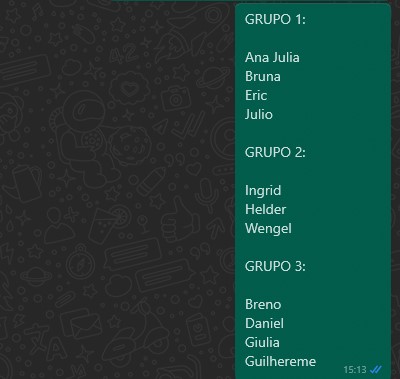 GRUPO 1:
Ana Julia
Bruna
Eric
Julio
GRUPO 2:
Ingrid
Helder
Wengel
GRUPO 3:
Breno
Daniel
Giulia
Guilhereme
15:13